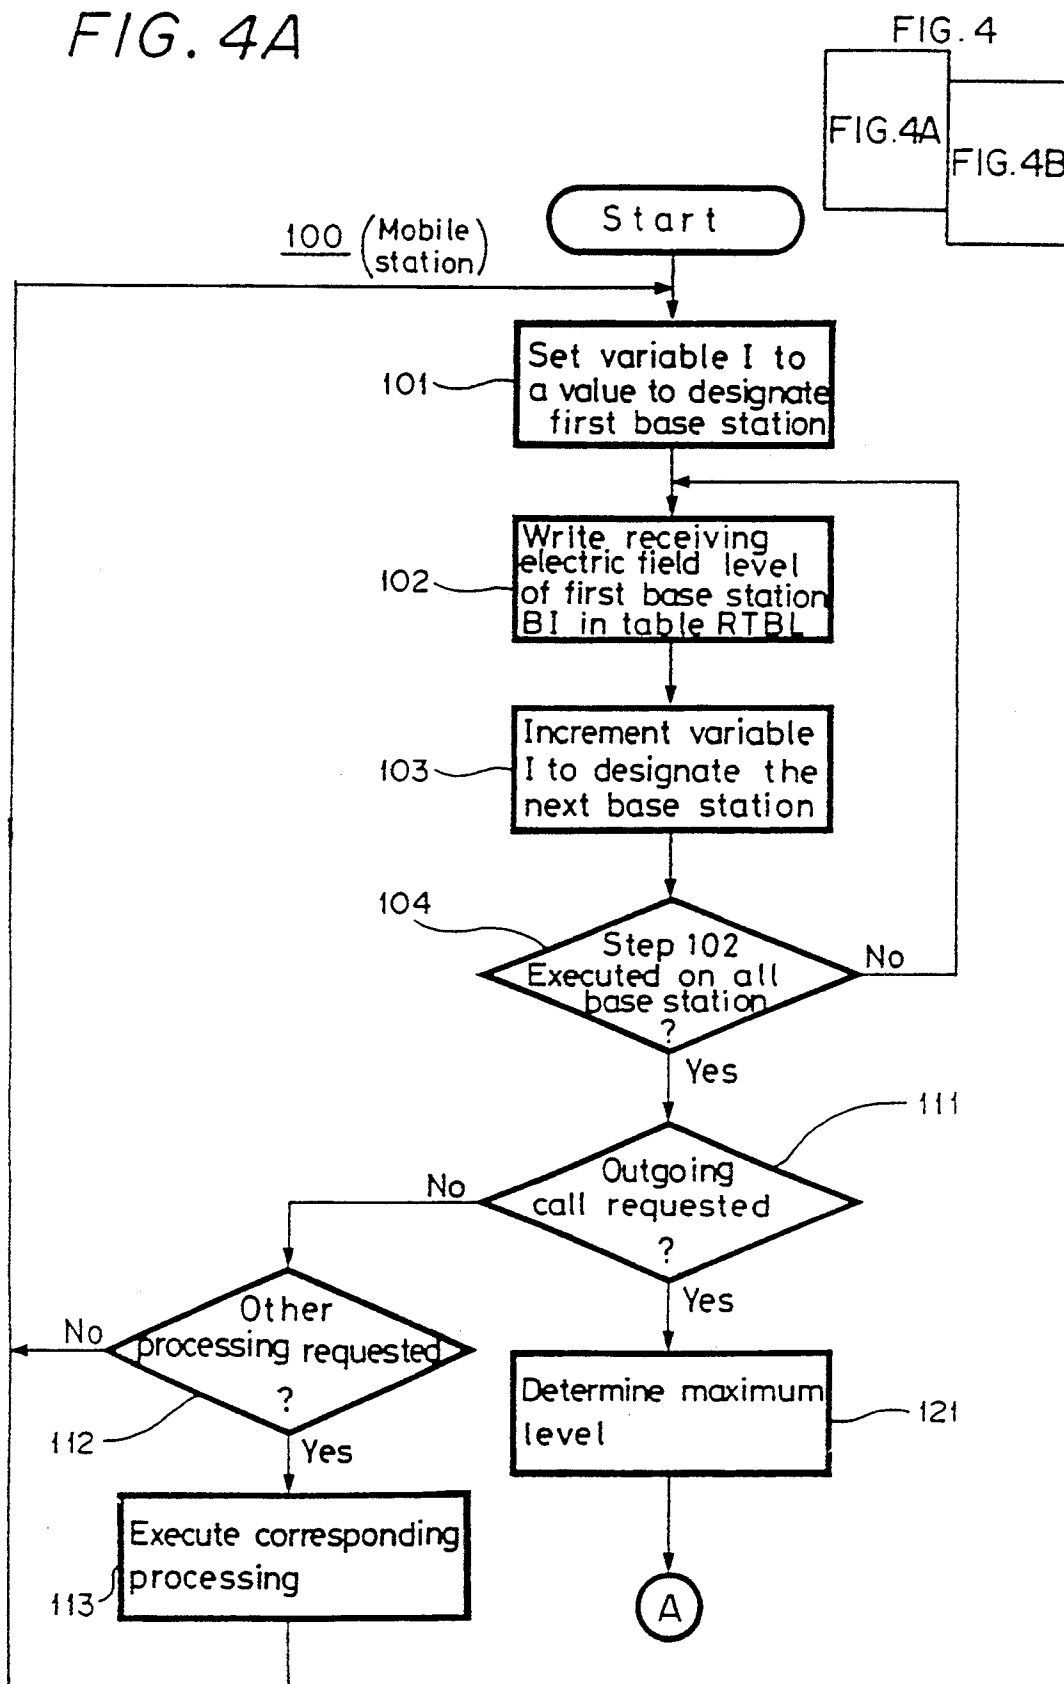 FIG. 4A
FIG. 4
FIG.4A
FIG.4B
Start
100 (Mobile
station)
Set variable I to
a value to designate
first base station
101
Write receiving
electric field level
of first base station
BI in table RTBL
102
Increment variable
I to designate the
next base station
103
104
Step 102
Executed on all
base station
?
No
Yes
111
Outgoing
call requested
?
No
Yes
Other
processing requested
?
No
112
Yes
Determine maximum
level
121
Execute corresponding
processing
113
A